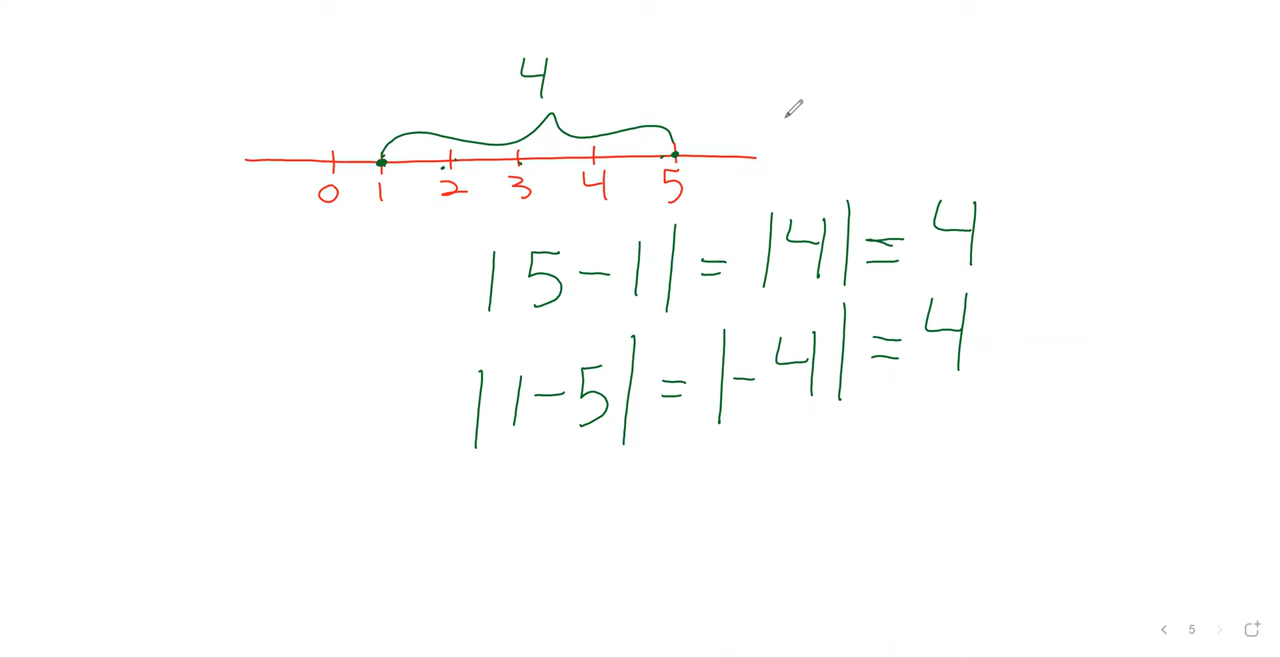 4
0 1 2 3 4 5
|5-1| = |4| = 4
|1-5| = |-4| = 4
5